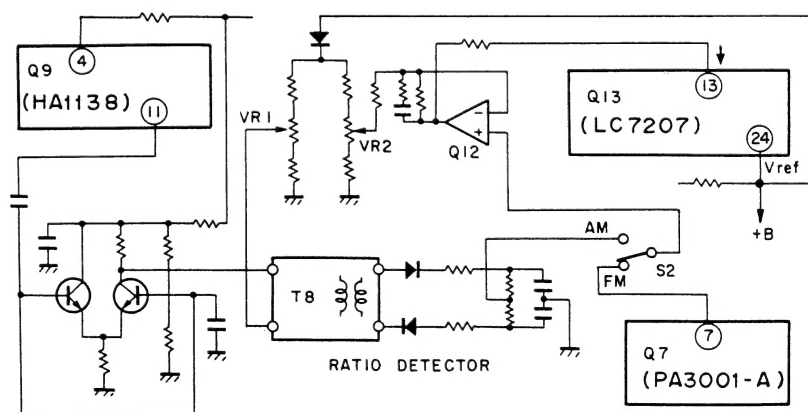 Q9
4
(HA1138)
11
VR1
VR2
Q12
-
+
13
Q13
(LC7207)
24
Vref
+B
AM
S2
FM
T8
RATIO DETECTOR
7
Q7
(PA3001-A)